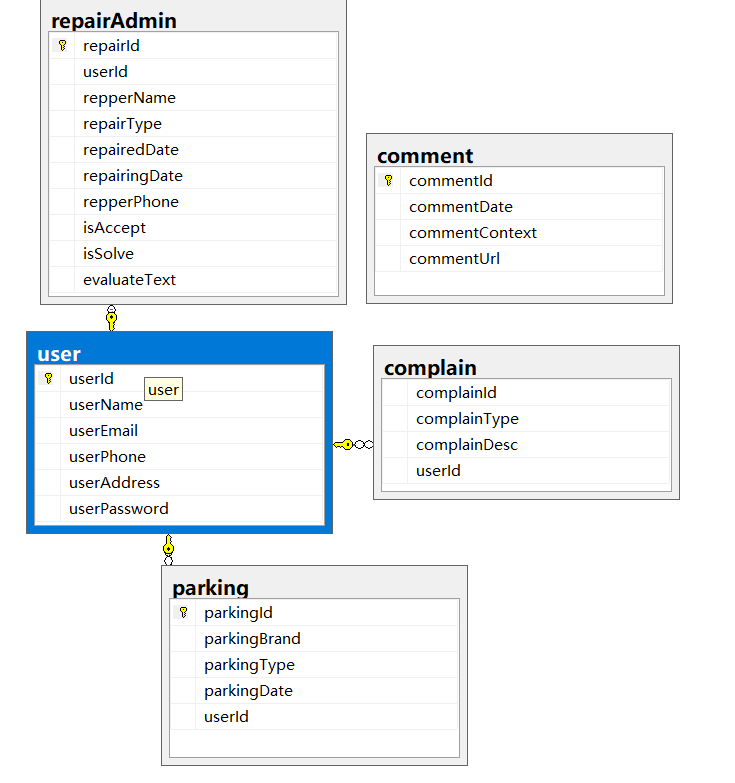 repairAdmin
repairId
userId
repperName
repairType
repairedDate
repairingDate
repperPhone
isAccept
isSolve
evaluateText
comment
commentId
commentDate
commentContext
commentUrl
user
userId
user
userName
userEmail
userPhone
userAddress
userPassword
complain
complainId
complainType
complainDesc
userId
parking
parkingId
parkingBrand
parkingType
parkingDate
userId